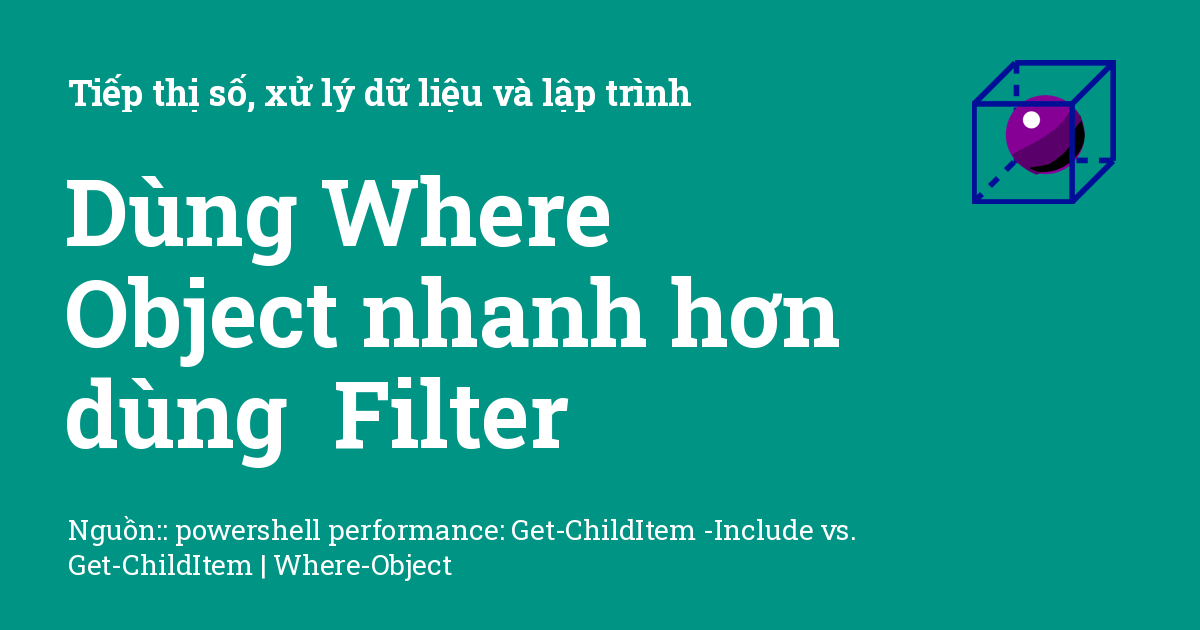 Tiếp thị số, xử lý dữ liệu và lập trình
Dùng Where
Object nhanh hơn
dùng  Filter
Nguồn:: powershell performance: Get-ChildItem -Include vs.
Get-ChildItem | Where-Object